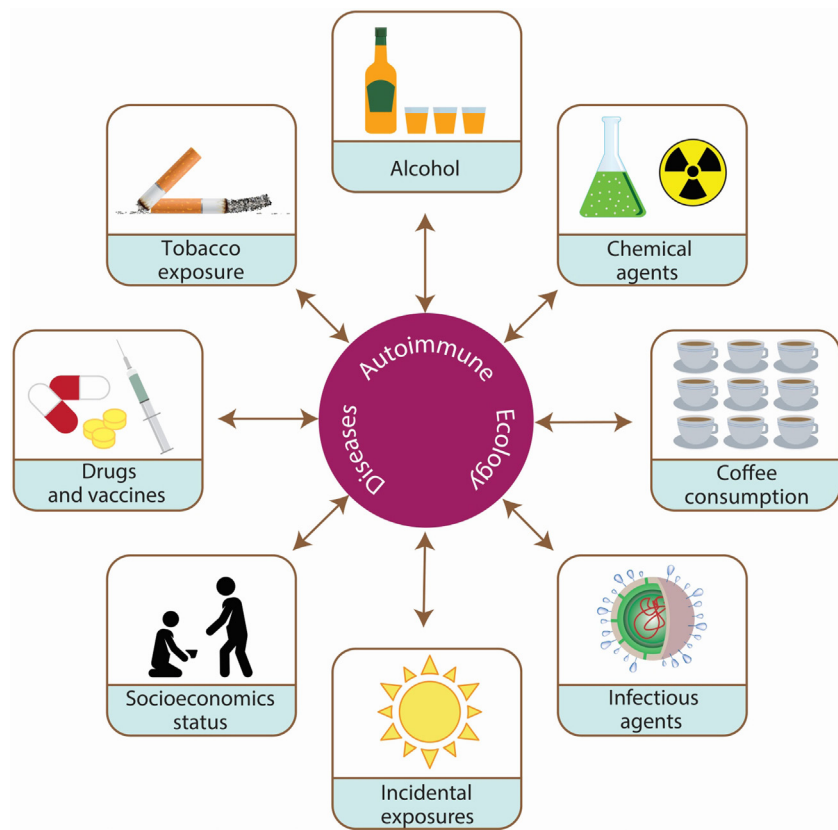 Alcohol
Chemical
agents
Coffee
consumption
Infectious
agents
Incidental
exposures
Socioeconomics
status
Drugs
and vaccines
Tobacco
exposure
Autoimmune
Ecology
Diseases